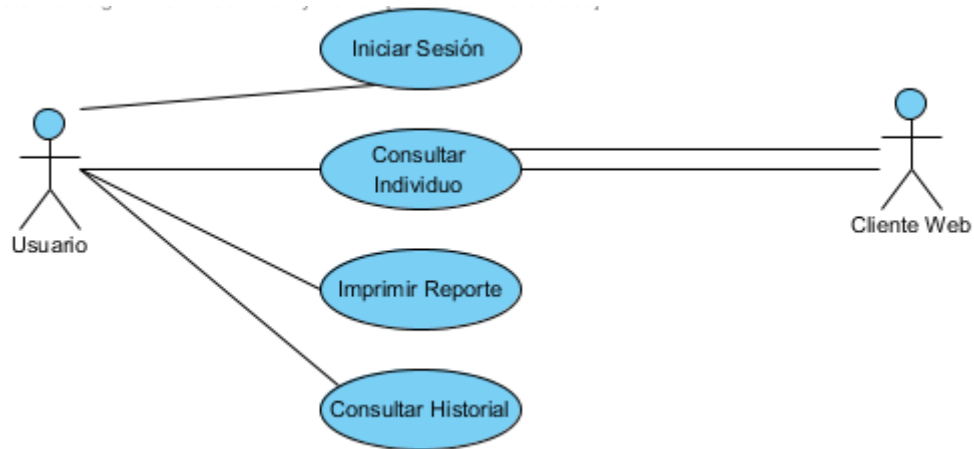 Iniciar Sesión
Consultar
Individuo
Usuario
Cliente Web
Imprimir Reporte
Consultar Historial